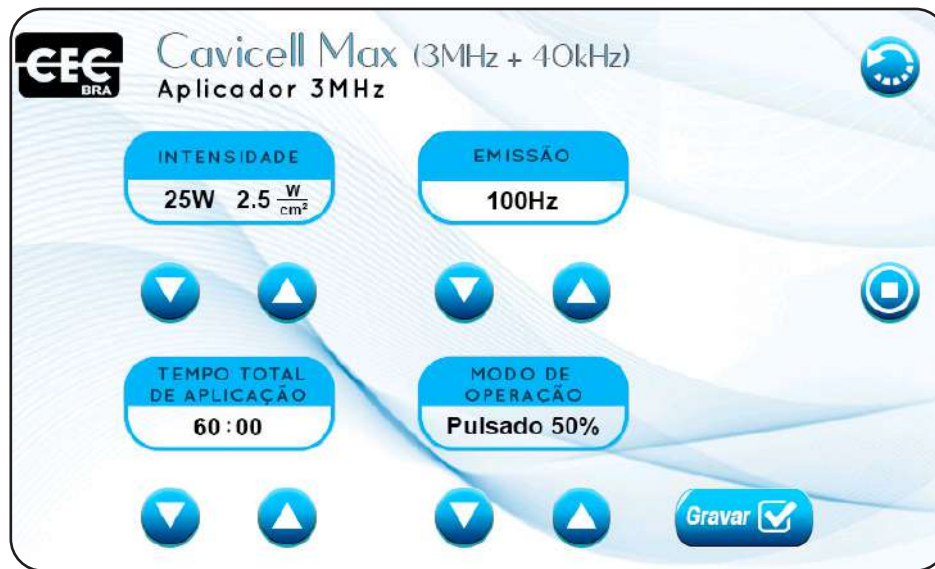 CEC
BRA
Cavicell Max (3MHz + 40kHz)
Aplicador 3MHz
INTENSIDADE
25W 2.5 W/cm²
EMISSÃO
100Hz
TEMPO TOTAL
DE APLICAÇÃO
60:00
MODO DE
OPERAÇÃO
Pulsado 50%
Gravar